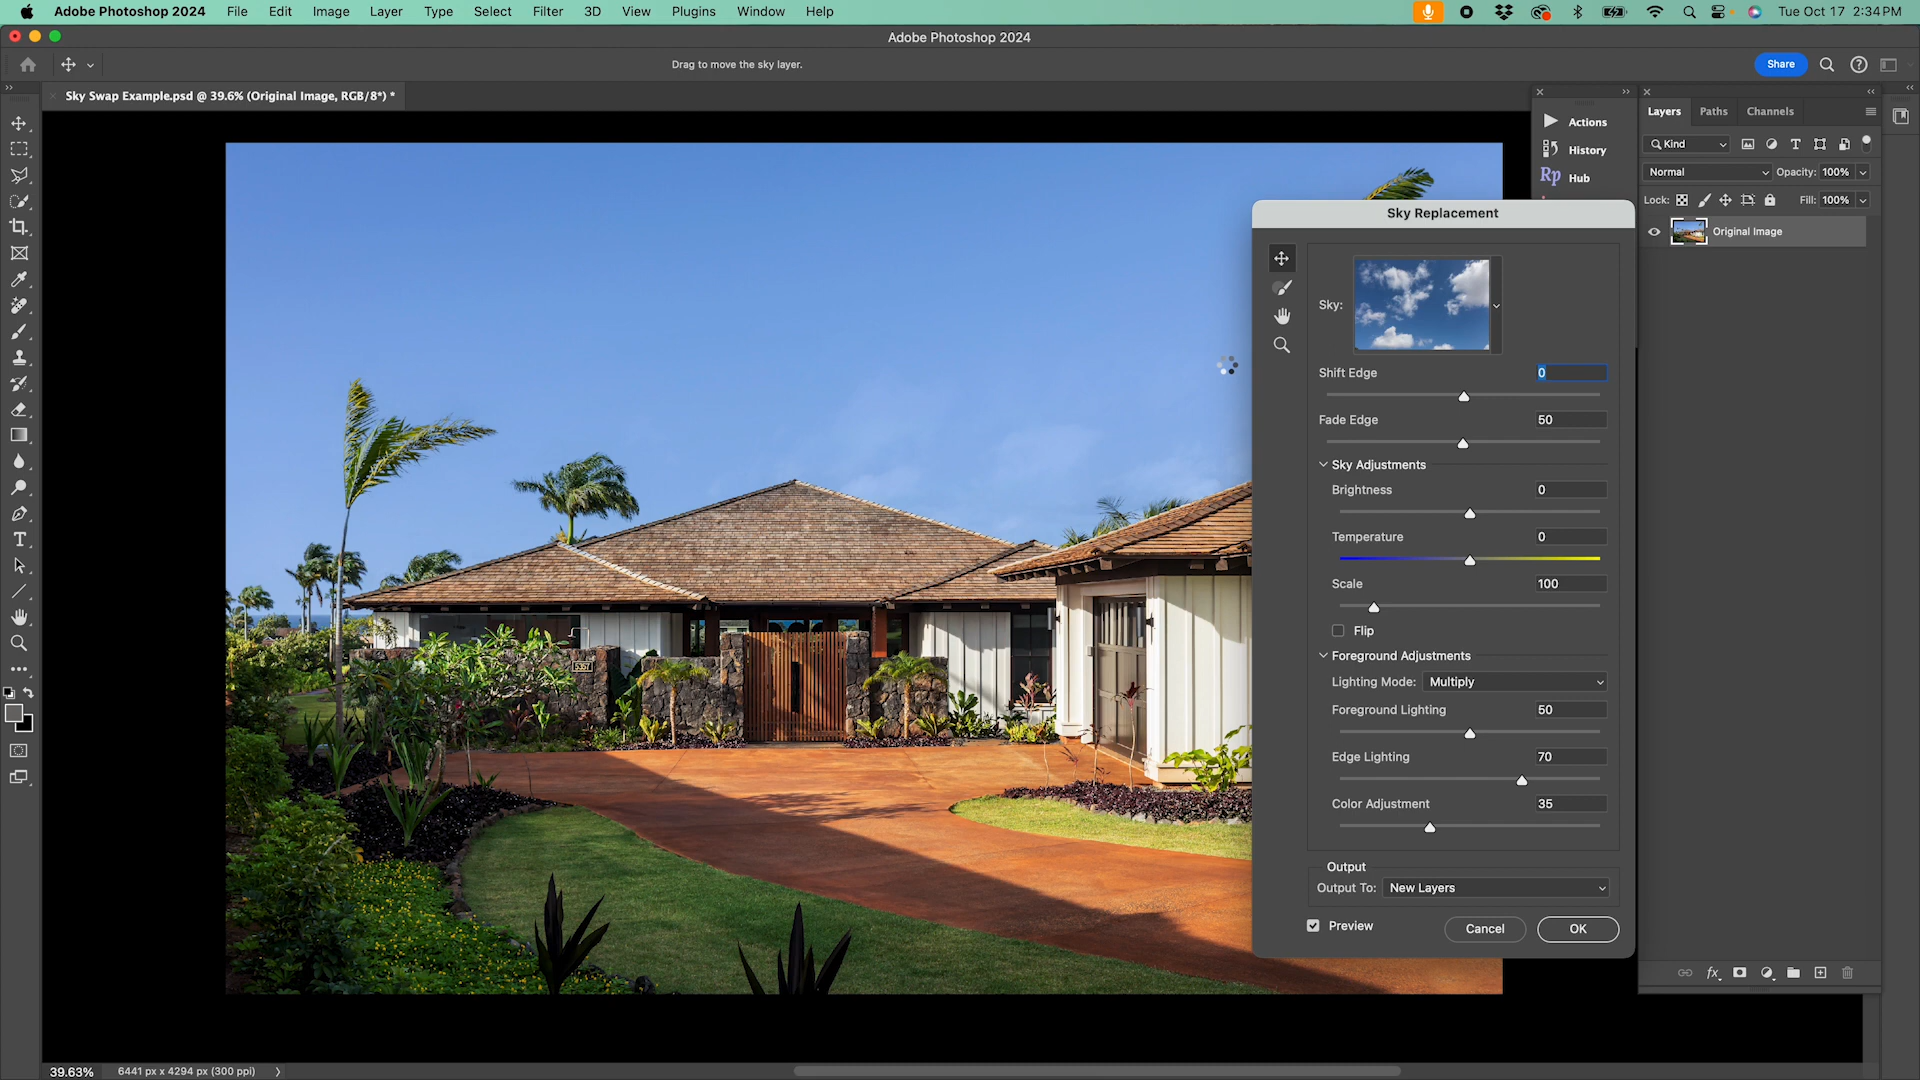 Adobe Photoshop 2024 File Edit Image Layer Type Select Filter 3D View Plugins Window Help Tue Oct 17 2:34 PM
Adobe Photoshop 2024
Drag to move the sky layer.
Share
Sky Swap Example.psd @ 39.6% (Original Image, RGB/8*) *
Actions
History
Rp Hub
Layers Paths Channels
Kind
Normal Opacity: 100%
Lock: Fill: 100%
Original Image
Sky Replacement
Sky:
Shift Edge 0
Fade Edge 50
Sky Adjustments
Brightness 0
Temperature 0
Scale 100
Flip
Foreground Adjustments
Lighting Mode: Multiply
Foreground Lighting 50
Edge Lighting 70
Color Adjustment 35
Output
Output To: New Layers
Preview Cancel OK
5357
fx
39.63% 6441 px x 4294 px (300 ppi)